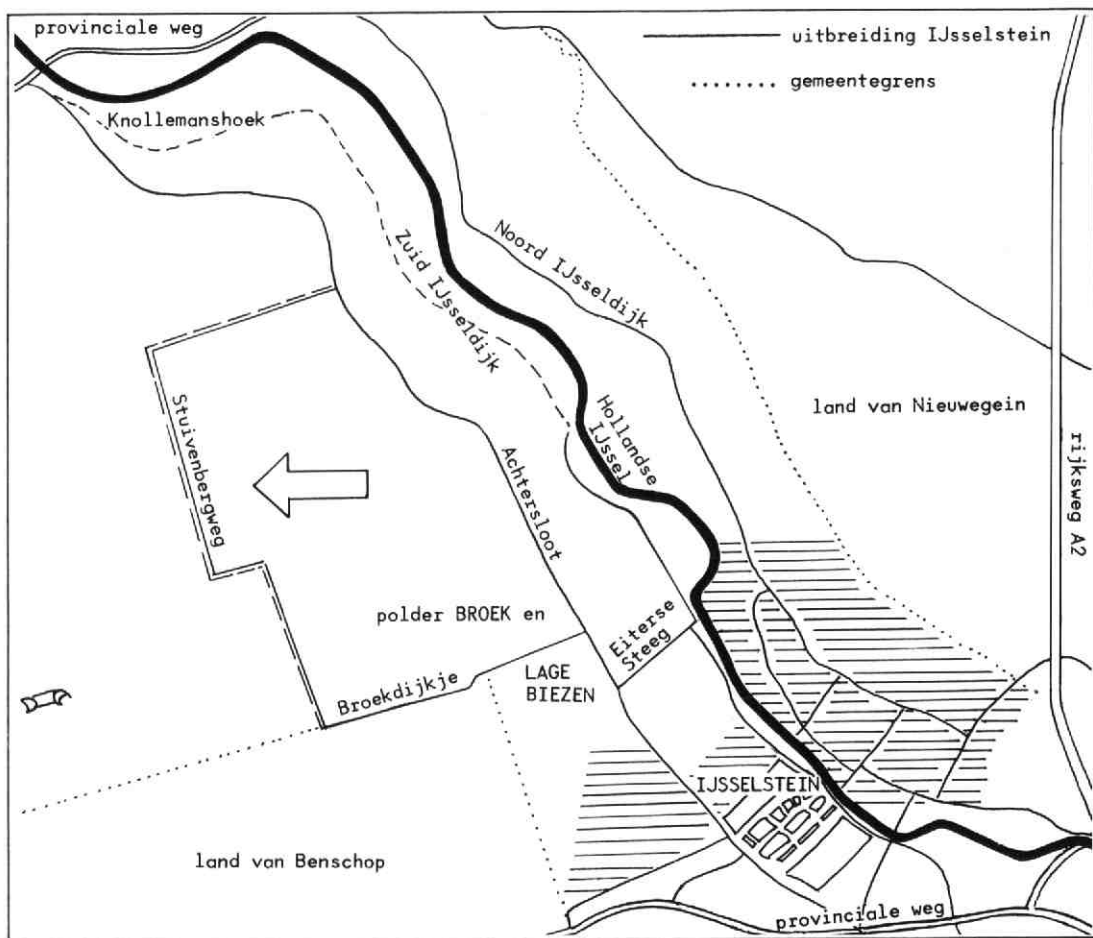 provinciale weg
uitbreiding IJsselstein
gemeentegrens
Knollemanshoek
Noord IJsseldijk
Zuid IJsseldijk
land van Nieuwegein
Hollandse
IJssel
rijksweg A2
Stuivenbergweg
Achtersloot
polder BROEK en
Eiterse
Steeg
LAGE
BIEZEN
Broekdijkje
IJSSELSTEIN
land van Benschop
provinciale weg